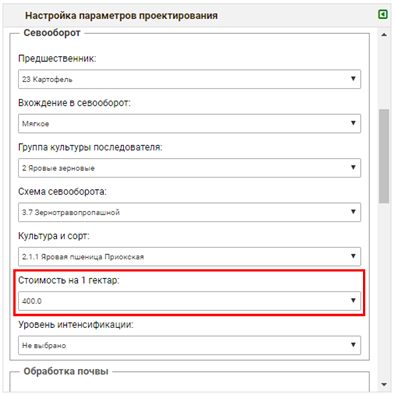 Настройка параметров проектирования
Севооборот
Предшественник:
23 Картофель
Вхождение в севооборот:
Мягкое
Группа культуры последователя:
2 Яровые зерновые
Схема севооборота:
3.7 Зернотравопропашной
Культура и сорт:
2.1.1 Яровая пшеница Приокская
Стоимость на 1 гектар:
400.0
Уровень интенсификации:
Не выбрано
Обработка почвы